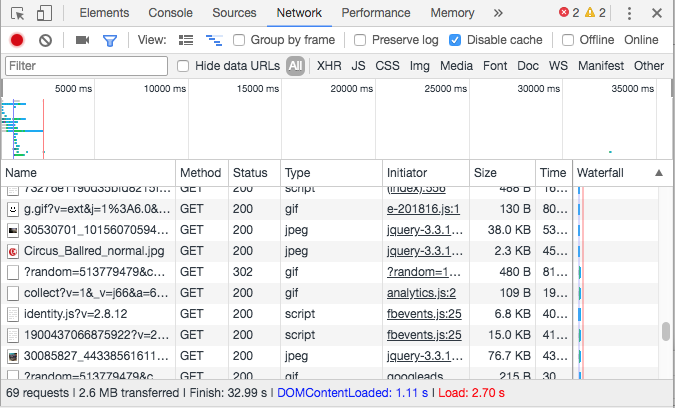 Elements Console Sources Network Performance Memory » 2 2
View: Group by frame Preserve log Disable cache Offline Online
Filter Hide data URLs All XHR JS CSS Img Media Font Doc WS Manifest Other
5000 ms 10000 ms 15000 ms 20000 ms 25000 ms 30000 ms 35000 ms
Name Method Status Type Initiator Size Time Waterfall
GET 200 script (index):556 488 B 16…
g.gif?v=ext&j=1%3A6.0&… GET 200 gif e-201816.js:1 130 B 80…
30530701_10156070594… GET 200 jpeg jquery-3.3.1… 38.0 KB 53…
Circus_Ballred_normal.jpg GET 200 jpeg jquery-3.3.1… 2.3 KB 45…
?random=513779479&c… GET 302 gif ?random=1… 480 B 81…
collect?v=1&_v=j66&a=6… GET 200 gif analytics.js:2 109 B 19…
identity.js?v=2.8.12 GET 200 script fbevents.js:25 6.8 KB 40…
1900437066875922?v=2… GET 200 script fbevents.js:25 15.0 KB 41…
30085827_44338561611… GET 200 jpeg jquery-3.3.1… 76.7 KB 43…
?random=513779479&c… GET 200 gif googleads… 215 B 30…
69 requests | 2.6 MB transferred | Finish: 32.99 s | DOMContentLoaded: 1.11 s | Load: 2.70 s